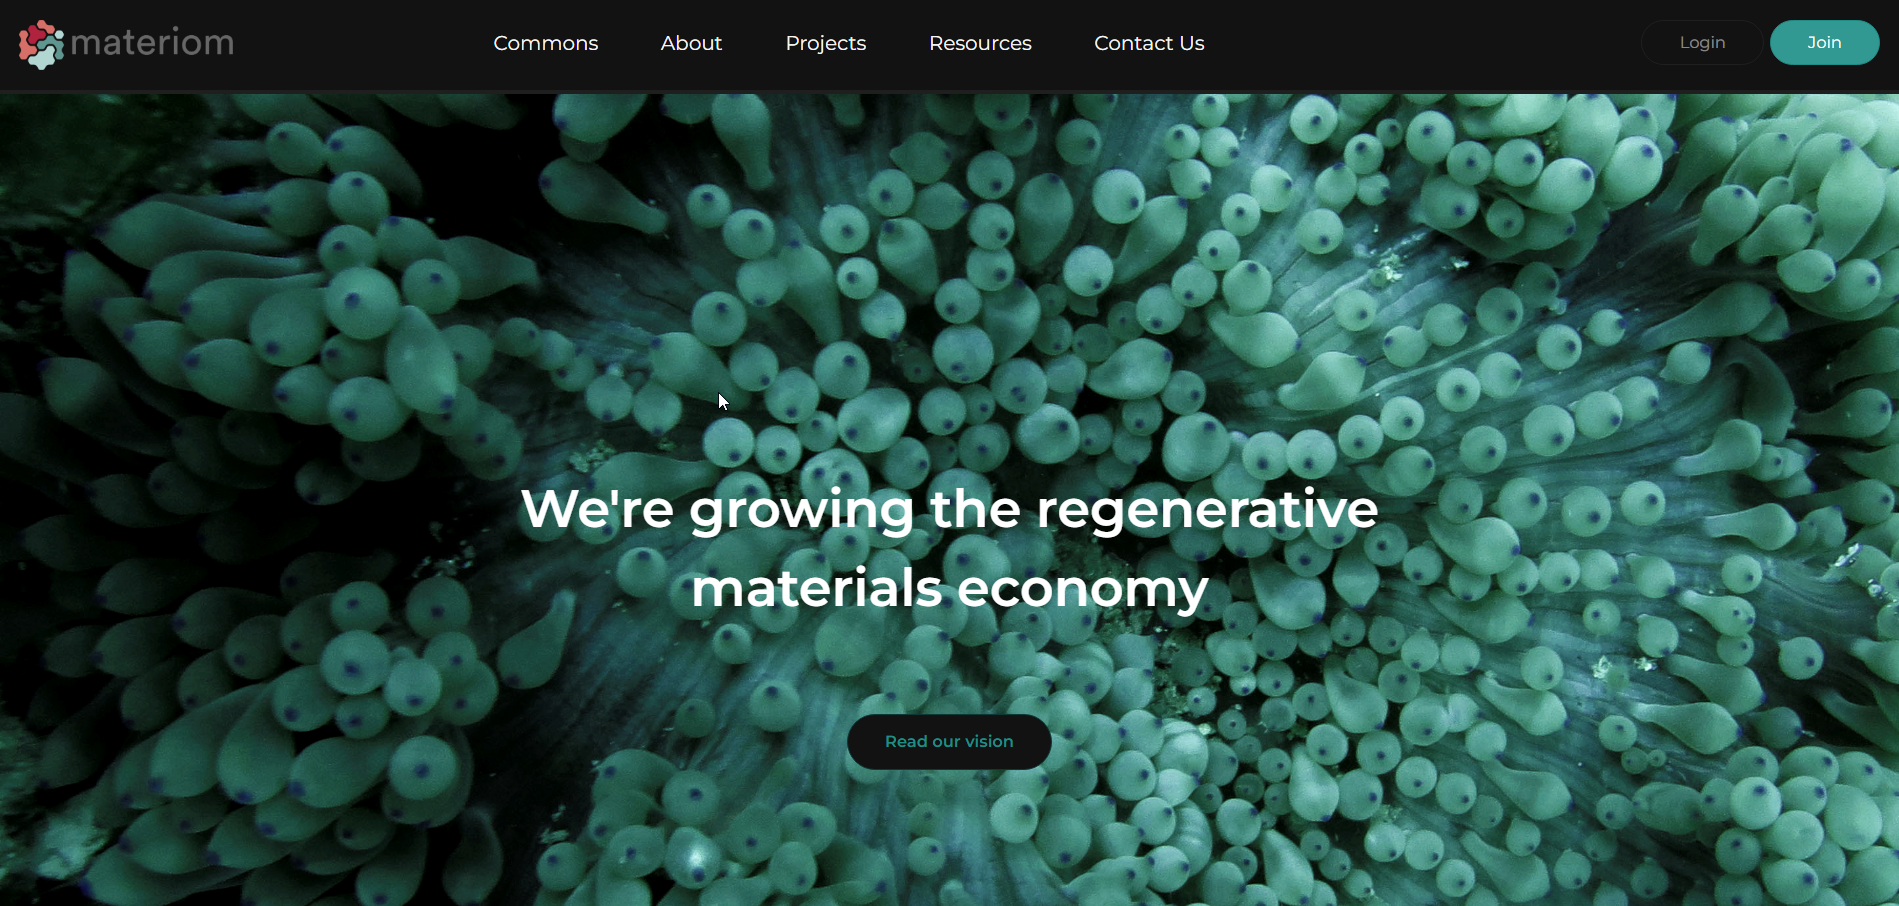 materiom
Commons
About
Projects
Resources
Contact Us
Login
Join
We're growing the regenerative
materials economy
Read our vision